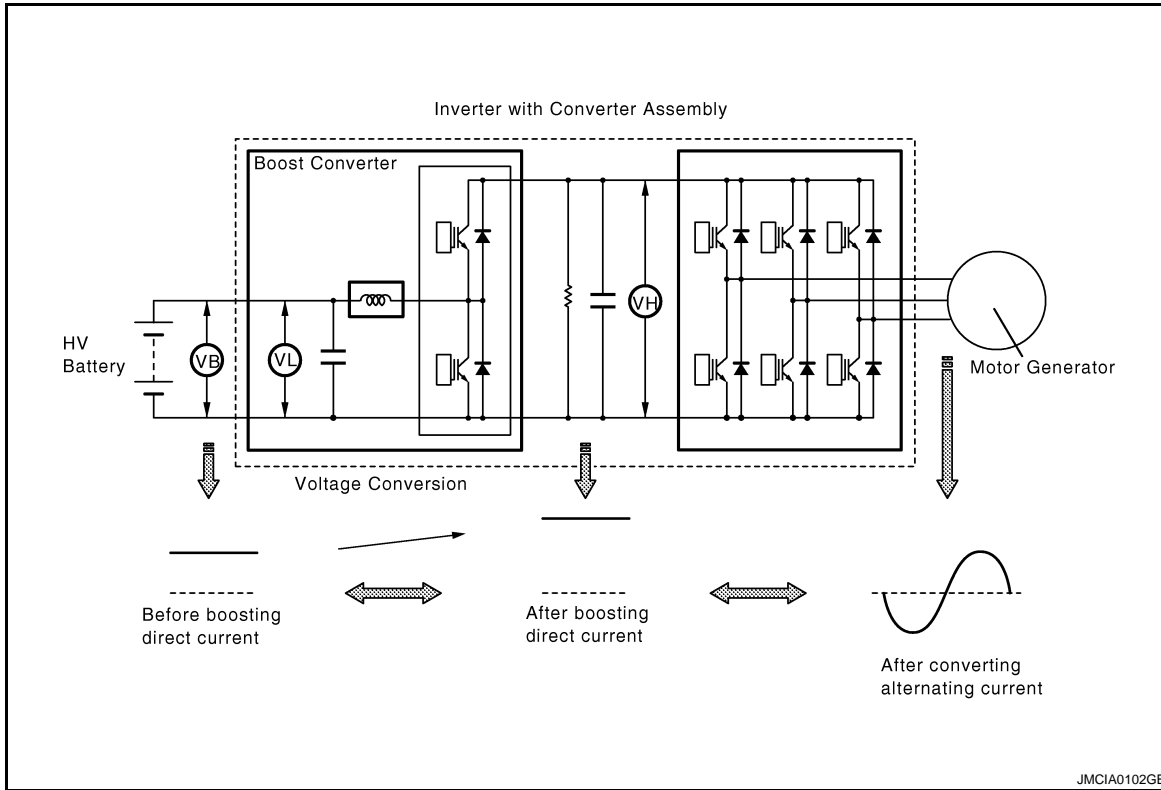 Inverter with Converter Assembly
Boost Converter
HV
Battery
VB
VL
VH
Motor Generator
Voltage Conversion
Before boosting
direct current
After boosting
direct current
After converting
alternating current
JMCIA0102GB